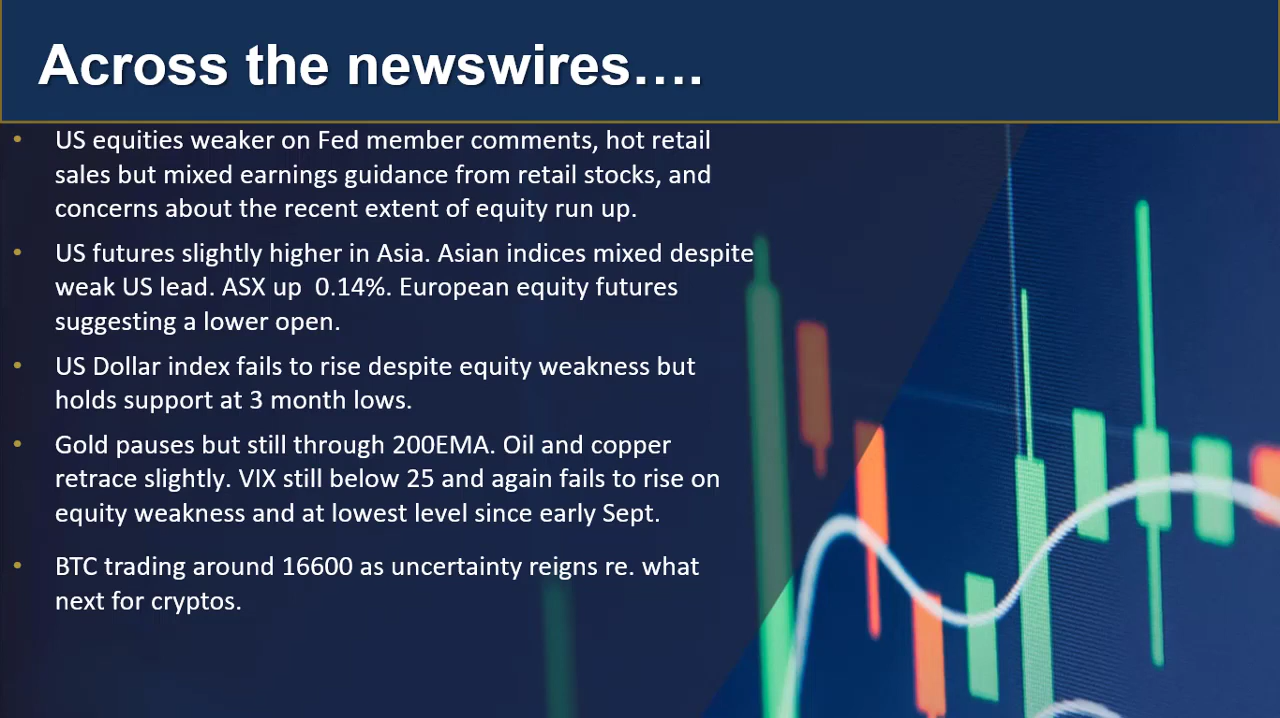 Across the newswires….
• US equities weaker on Fed member comments, hot retail
sales but mixed earnings guidance from retail stocks, and
concerns about the recent extent of equity run up.
• US futures slightly higher in Asia. Asian indices mixed despite
weak US lead. ASX up  0.14%. European equity futures
suggesting a lower open.
• US Dollar index fails to rise despite equity weakness but
holds support at 3 month lows.
• Gold pauses but still through 200EMA. Oil and copper
retrace slightly. VIX still below 25 and again fails to rise on
equity weakness and at lowest level since early Sept.
• BTC trading around 16600 as uncertainty reigns re. what
next for cryptos.